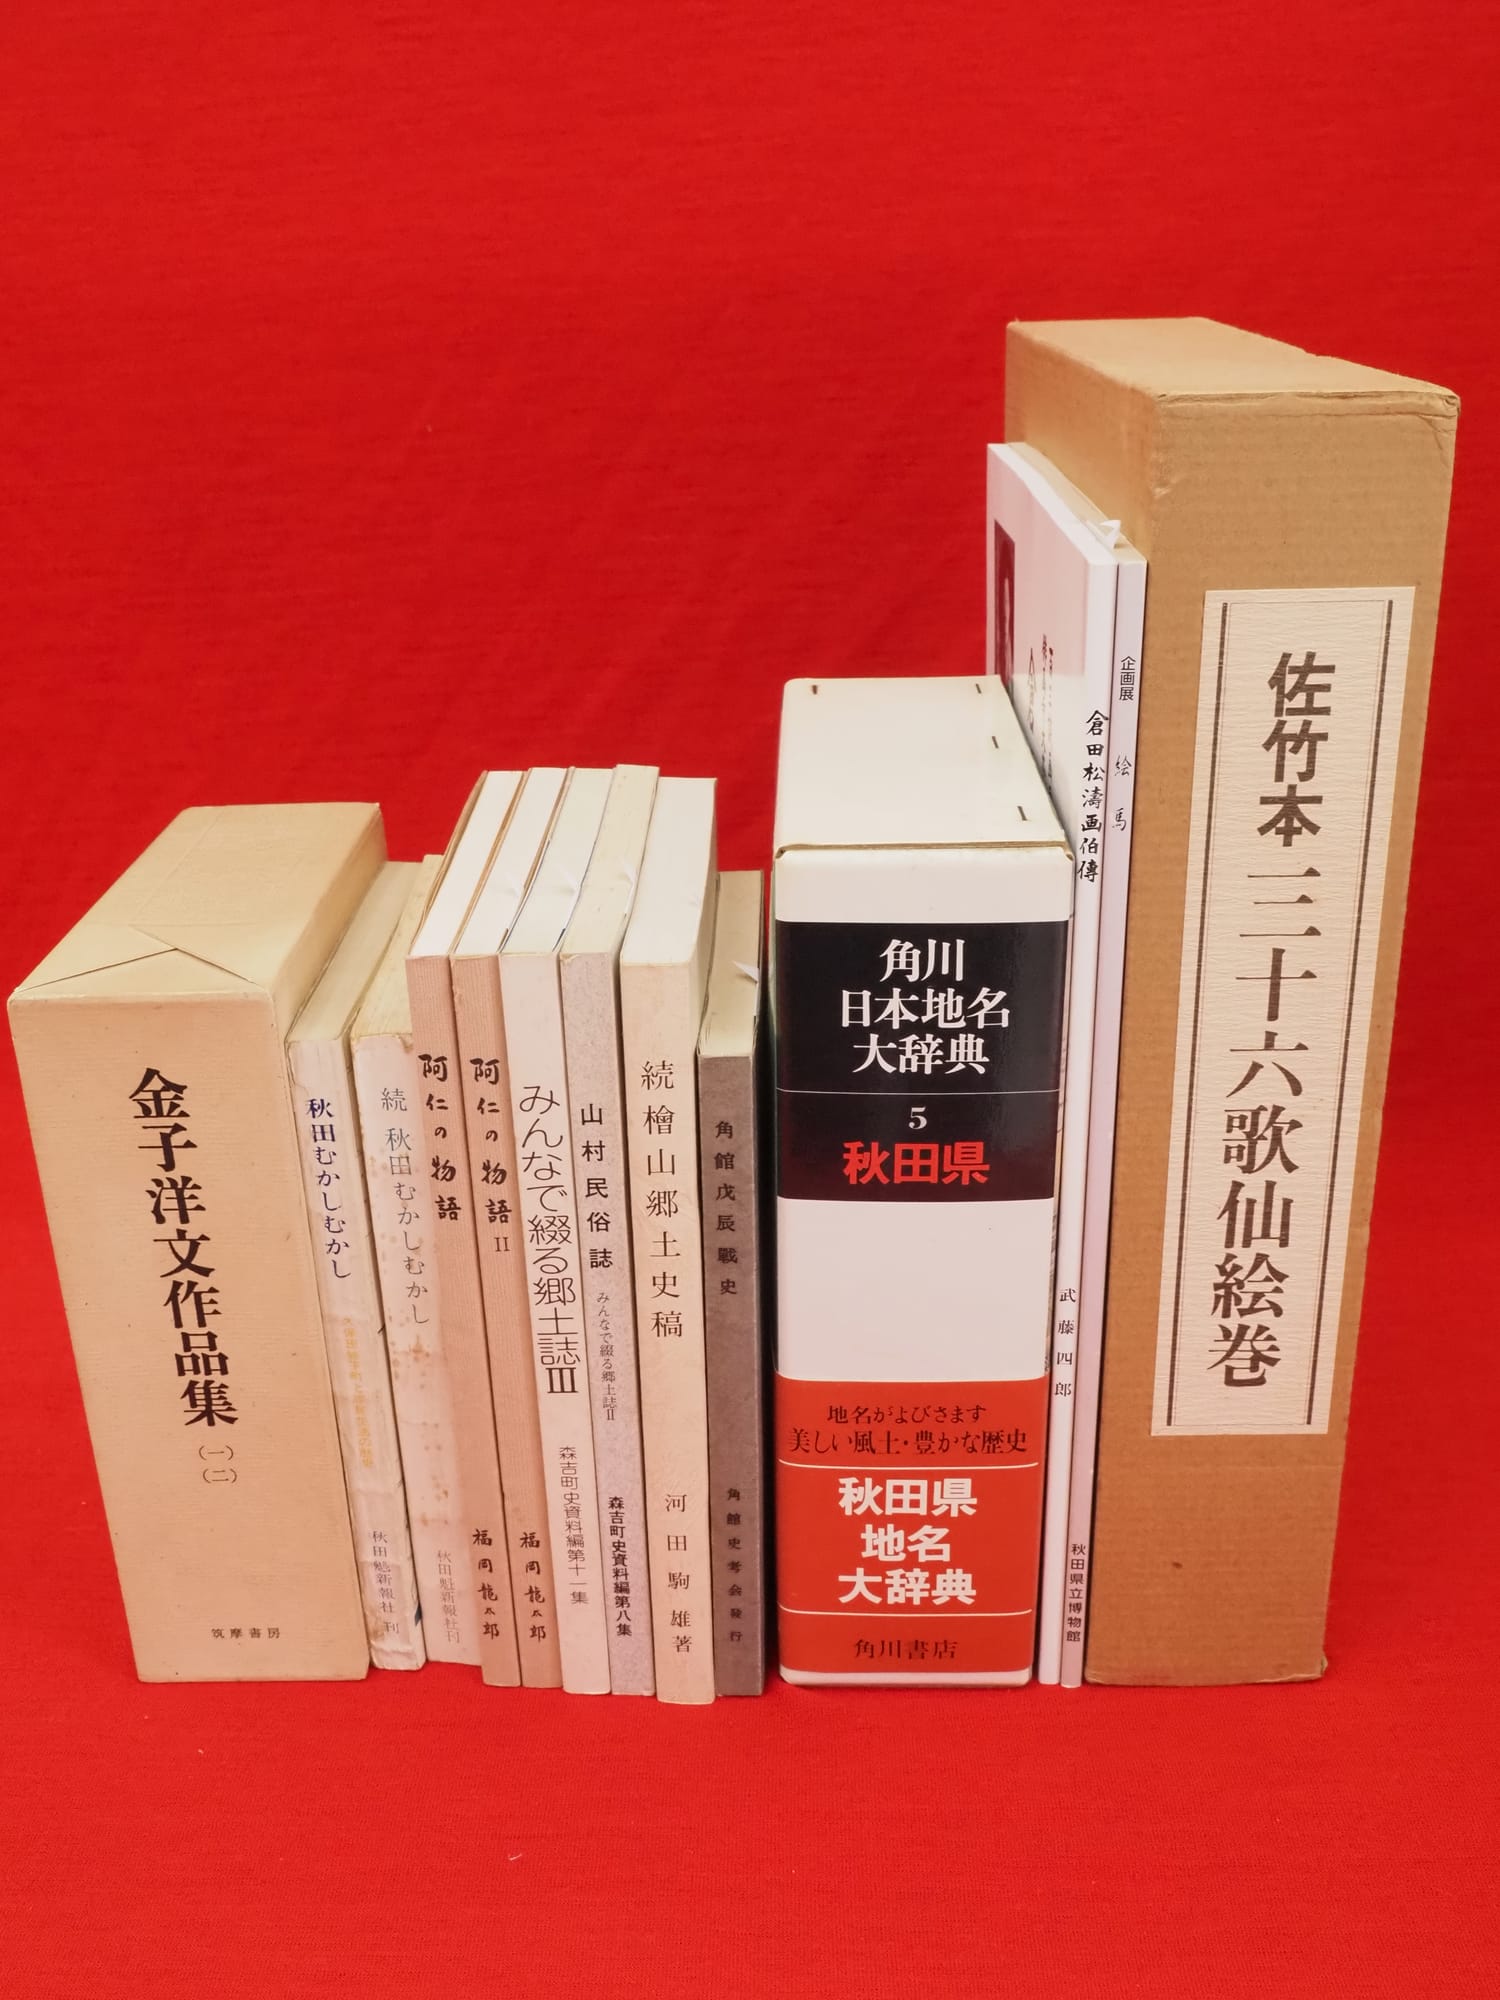 金子洋文作品集
(一)
(二)
筑摩書房
秋田むかしむかし
秋田魁新報社 刊
続 秋田むかしむかし
秋田魁新報社刊
阿仁の物語
福岡龍太郎
阿仁の物語 II
福岡龍太郎
みんなで綴る郷土誌III
森吉町史資料編第十一集
山村民俗誌
みんなで綴る郷土誌II
森吉町史資料編第八集
続檜山郷土史稿
河田駒雄著
角館戊辰戰史
角館史考会発行
角川
日本地名
大辞典
5
秋田県
地名がよびさます
美しい風土・豊かな歴史
秋田県
地名
大辞典
角川書店
倉田松濤画伯傳
武藤四郎
企画展 絵馬
秋田県立博物館
佐竹本三十六歌仙絵巻